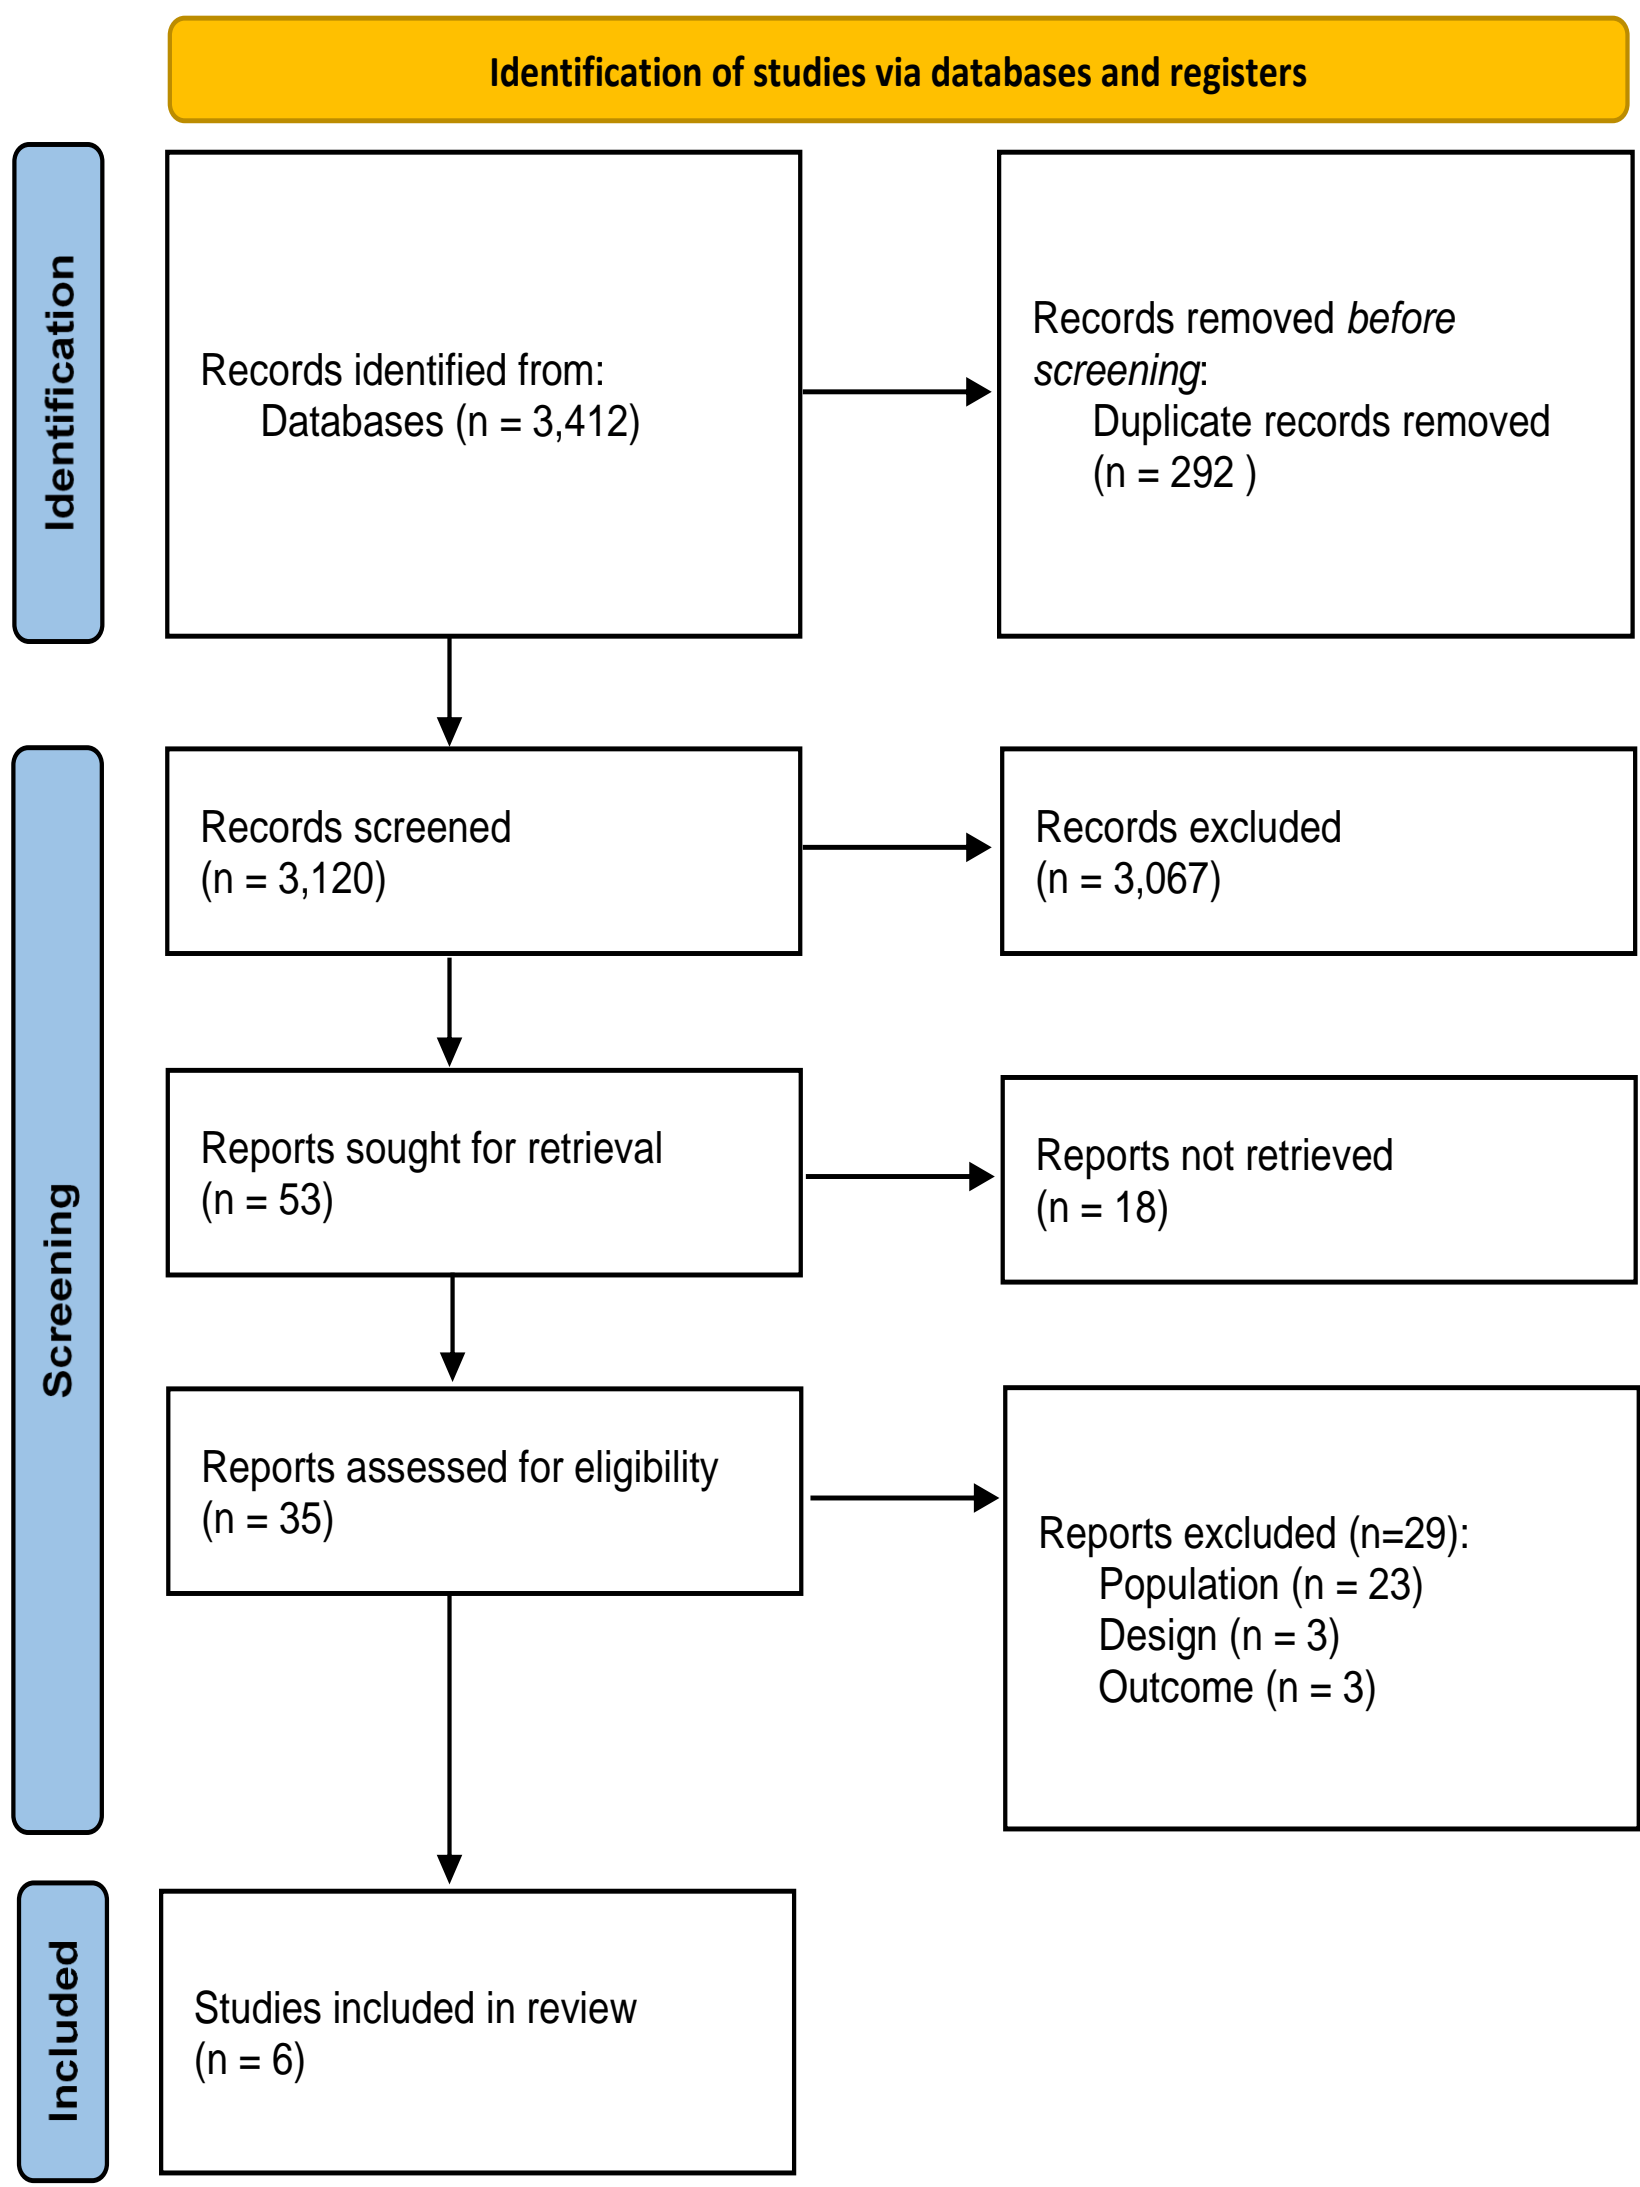 Identification of studies via databases and registers
Identification
Records identified from:
Databases (n = 3,412)
Records removed before
screening:
Duplicate records removed
(n = 292 )
Screening
Records screened
(n = 3,120)
Records excluded
(n = 3,067)
Reports sought for retrieval
(n = 53)
Reports not retrieved
(n = 18)
Reports assessed for eligibility
(n = 35)
Reports excluded (n=29):
Population (n = 23)
Design (n = 3)
Outcome (n = 3)
Included
Studies included in review
(n = 6)